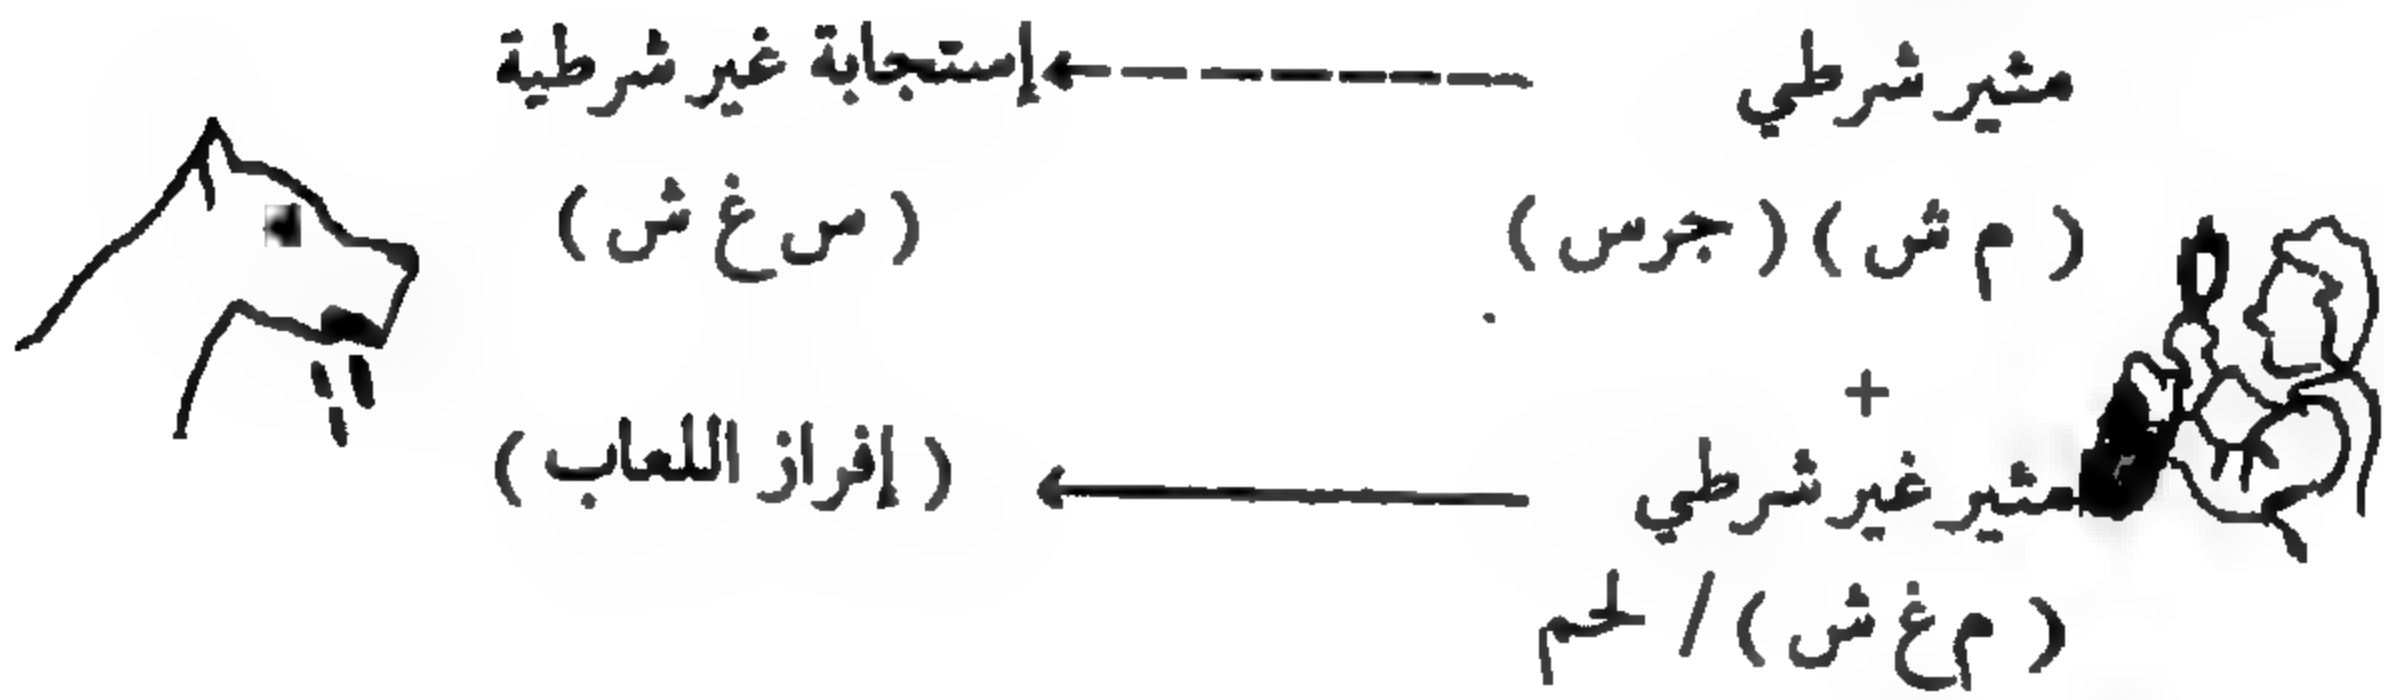 مثير شرطي إستجابة غير شرطية
( م ش ) ( جرس ) ( س غ ش )
+
مثير غير شرطي ( إفراز اللعاب )
( م غ ش ) / لحم